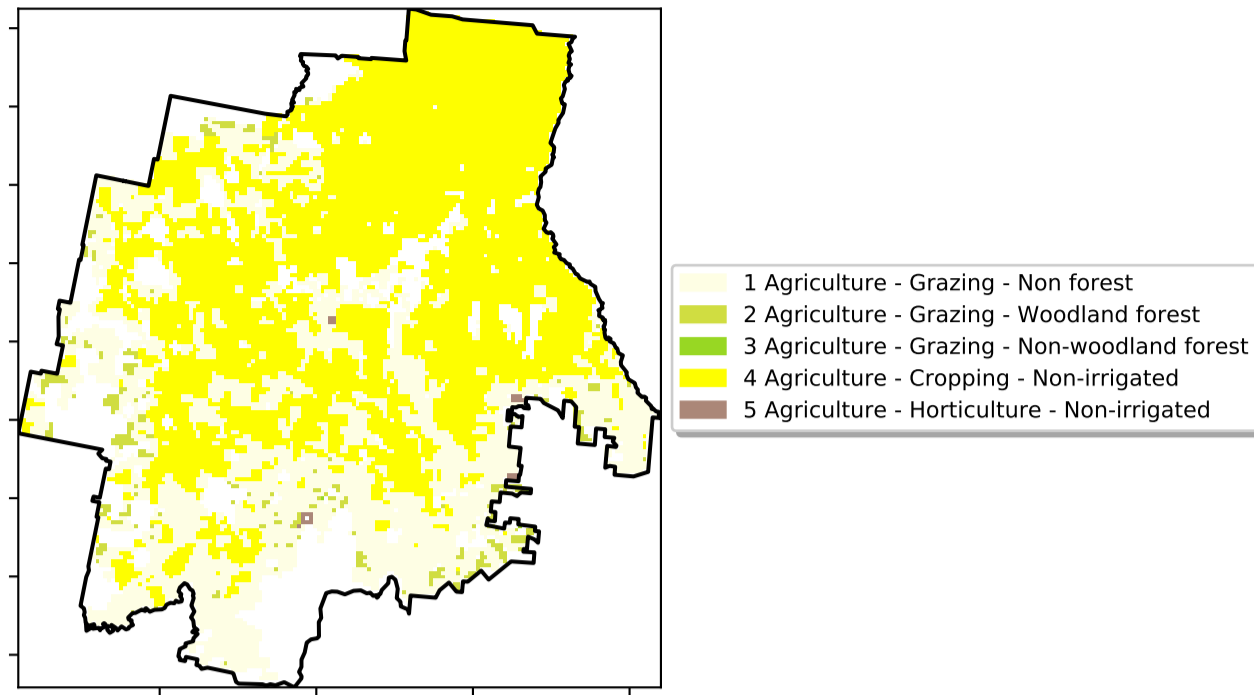 1 Agriculture - Grazing - Non forest
2 Agriculture - Grazing - Woodland forest
3 Agriculture - Grazing - Non-woodland forest
4 Agriculture - Cropping - Non-irrigated
5 Agriculture - Horticulture - Non-irrigated